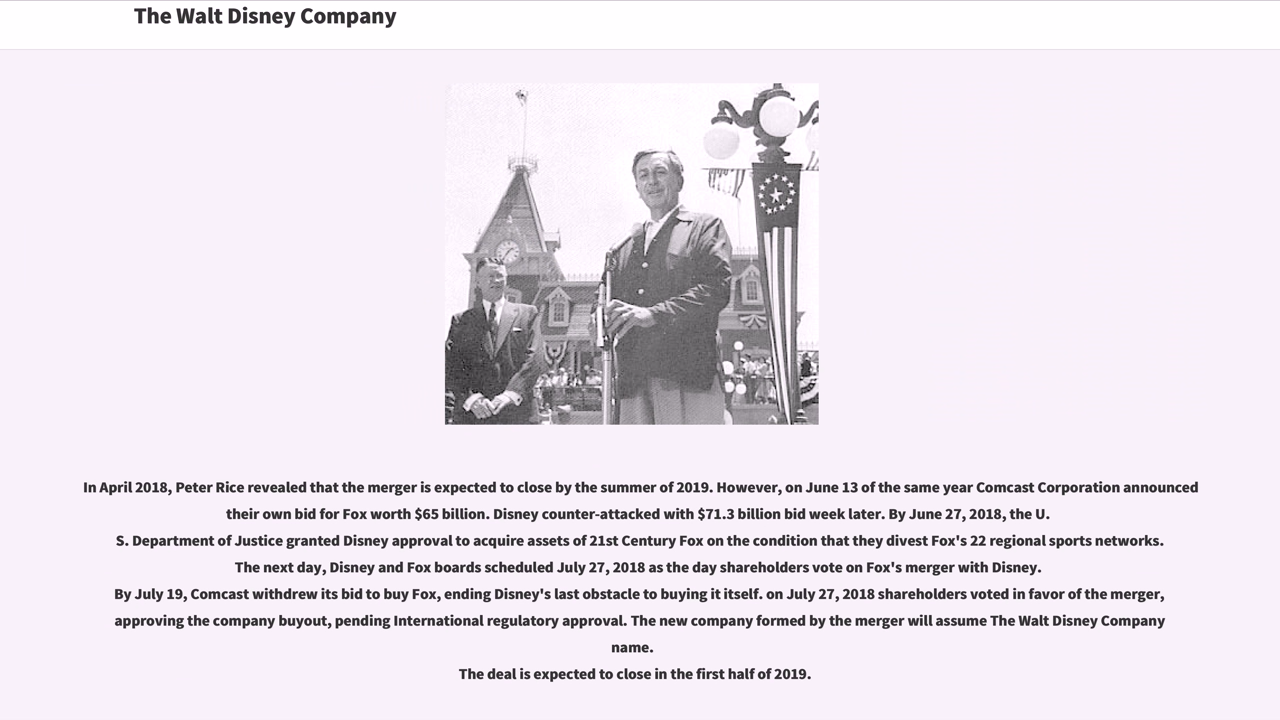 The Walt Disney Company
In April 2018, Peter Rice revealed that the merger is expected to close by the summer of 2019. However, on June 13 of the same year Comcast Corporation announced
their own bid for Fox worth $65 billion. Disney counter-attacked with $71.3 billion bid week later. By June 27, 2018, the U.
S. Department of Justice granted Disney approval to acquire assets of 21st Century Fox on the condition that they divest Fox's 22 regional sports networks.
The next day, Disney and Fox boards scheduled July 27, 2018 as the day shareholders vote on Fox's merger with Disney.
By July 19, Comcast withdrew its bid to buy Fox, ending Disney's last obstacle to buying it itself. on July 27, 2018 shareholders voted in favor of the merger,
approving the company buyout, pending International regulatory approval. The new company formed by the merger will assume The Walt Disney Company
name.
The deal is expected to close in the first half of 2019.